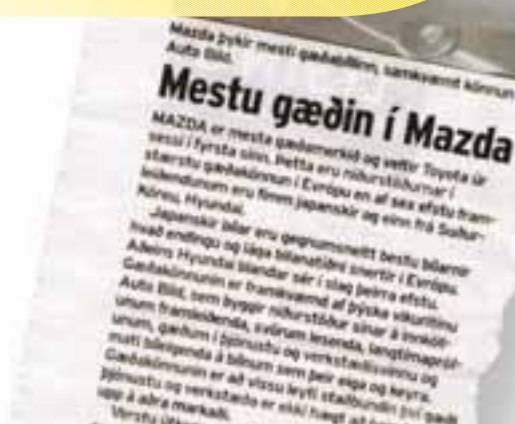 Mazda þykir mesti gæðabíllinn, samkvæmt könnun
Auto Bild.
Mestu gæðin í Mazda
MAZDA er mesta gæðamerkið og veltir Toyota úr
sessi í fyrsta sinn. Þetta eru niðurstöðurnar í
stærstu gæðakönnun í Evrópu en af sex efstu fram-
leiðendunum eru fimm japanskir og einn frá Suður-
Kóreu, Hyundai.
Japanskir bílar eru gegnumsneitt bestu bílarnir
hvað endingu og lága bilanatíðni snertir í Evrópu.
Aðeins Hyundai blandar sér í slag þeirra efstu.
Gæðakönnunin er framkvæmd af þýska vikuritinu
Auto Bild, sem byggir niðurstöður sínar á innköll-
unum framleiðenda, svörum lesenda, langtímapróf-
unum, gæðum í þjónustu og verkstæðisvinnu og
mati bíleigenda á bílnum sem þeir eiga og keyra.
Gæðakönnunin er að vissu leyti staðbundin því gæði
þjónustu og verkstæða er ekki hægt að
upp á alla markaði.
Verstu